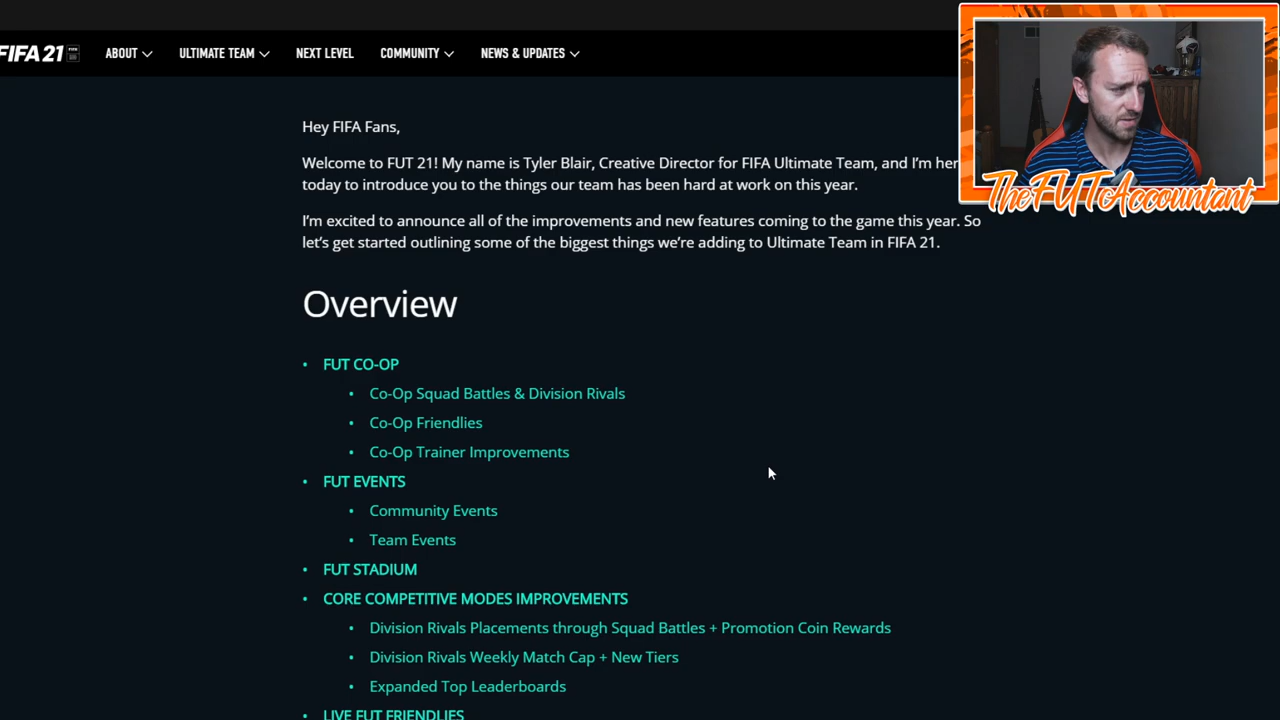 FIFA 21
ABOUT
ULTIMATE TEAM
NEXT LEVEL
COMMUNITY
NEWS & UPDATES
TheFUTAccountant
Hey FIFA Fans,
Welcome to FUT 21! My name is Tyler Blair, Creative Director for FIFA Ultimate Team, and I'm her
today to introduce you to the things our team has been hard at work on this year.
I'm excited to announce all of the improvements and new features coming to the game this year. So
let's get started outlining some of the biggest things we're adding to Ultimate Team in FIFA 21.
Overview
• FUT CO-OP
• Co-Op Squad Battles & Division Rivals
• Co-Op Friendlies
• Co-Op Trainer Improvements
• FUT EVENTS
• Community Events
• Team Events
• FUT STADIUM
• CORE COMPETITIVE MODES IMPROVEMENTS
• Division Rivals Placements through Squad Battles + Promotion Coin Rewards
• Division Rivals Weekly Match Cap + New Tiers
• Expanded Top Leaderboards
• LIVE FUT FRIENDLIES